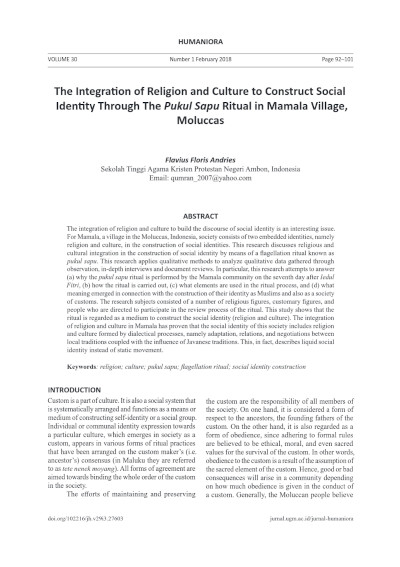 HUMANIORA
VOLUME 30 Number 1 February 2018 Page 92–101
The Integration of Religion and Culture to Construct Social
Identity Through The Pukul Sapu Ritual in Mamala Village,
Moluccas
Flavius Floris Andries
Sekolah Tinggi Agama Kristen Protestan Negeri Ambon, Indonesia
Email: qumran_2007@yahoo.com
ABSTRACT
The integration of religion and culture to build the discourse of social identity is an interesting issue.
For Mamala, a village in the Moluccas, Indonesia, society consists of two embedded identities, namely
religion and culture, in the construction of social identities. This research discusses religious and
cultural integration in the construction of social identity by means of a flagellation ritual known as
pukul sapu. This research applies qualitative methods to analyze qualitative data gathered through
observation, in-depth interviews and document reviews. In particular, this research attempts to answer
(a) why the pukul sapu ritual is performed by the Mamala community on the seventh day after Iedul
Fitri, (b) how the ritual is carried out, (c) what elements are used in the ritual process, and (d) what
meaning emerged in connection with the construction of their identity as Muslims and also as a society
of customs. The research subjects consisted of a number of religious figures, customary figures, and
people who are directed to participate in the review process of the ritual. This study shows that the
ritual is regarded as a medium to construct the social identity (religion and culture). The integration
of religion and culture in Mamala has proven that the social identity of this society includes religion
and culture formed by dialectical processes, namely adaptation, relations, and negotiations between
local traditions coupled with the influence of Javanese traditions. This, in fact, describes liquid social
identity instead of static movement.
Keywords: religion; culture; pukul sapu; flagellation ritual, social identity construction
INTRODUCTION
Custom is a part of culture. It is also a social system that
is systematically arranged and functions as a means or
medium of constructing self-identity or a social group.
Individual or communal identity expression towards
a particular culture, which emerges in society as a
custom, appears in various forms of ritual practices
that have been arranged on the custom maker's (i.e.
ancestor's) consensus (in Maluku they are referred
to as tete nenek moyang). All forms of agreement are
aimed towards binding the whole order of the custom
in the society.
The efforts of maintaining and preserving
the custom are the responsibility of all members of
the society. On one hand, it is considered a form of
respect to the ancestors, the founding fathers of the
custom. On the other hand, it is also regarded as a
form of obedience, since adhering to formal rules
are believed to be ethical, moral, and even sacred
values for the survival of the custom. In other words,
obedience to the custom is a result of the assumption of
the sacred element of the custom. Hence, good or bad
consequences will arise in a community depending
on how much obedience is given in the conduct of
a custom. Generally, the Moluccan people believe
doi.org/102216/jh.v29i3.27603 jurnal.ugm.ac.id/jurnal-humaniora